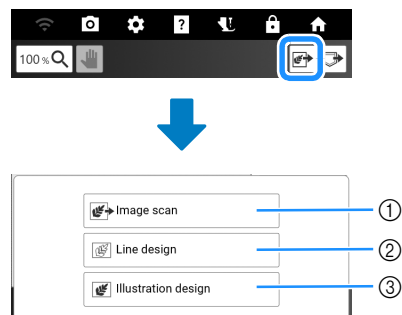 ?
100 % 
Image scan ①
Line design ②
Illustration design ③